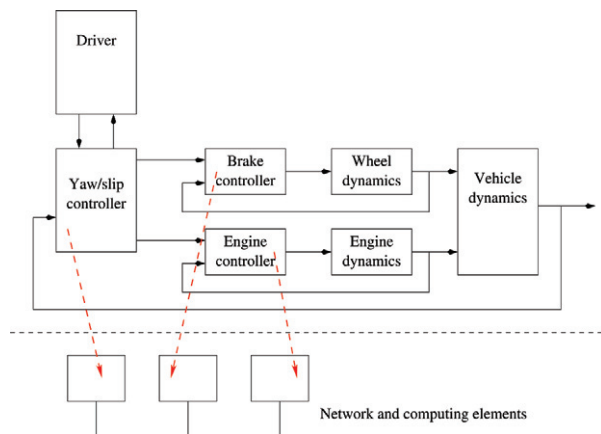 Driver
Yaw/slip
controller
Brake
controller
Wheel
dynamics
Vehicle
dynamics
Engine
controller
Engine
dynamics
Network and computing elements